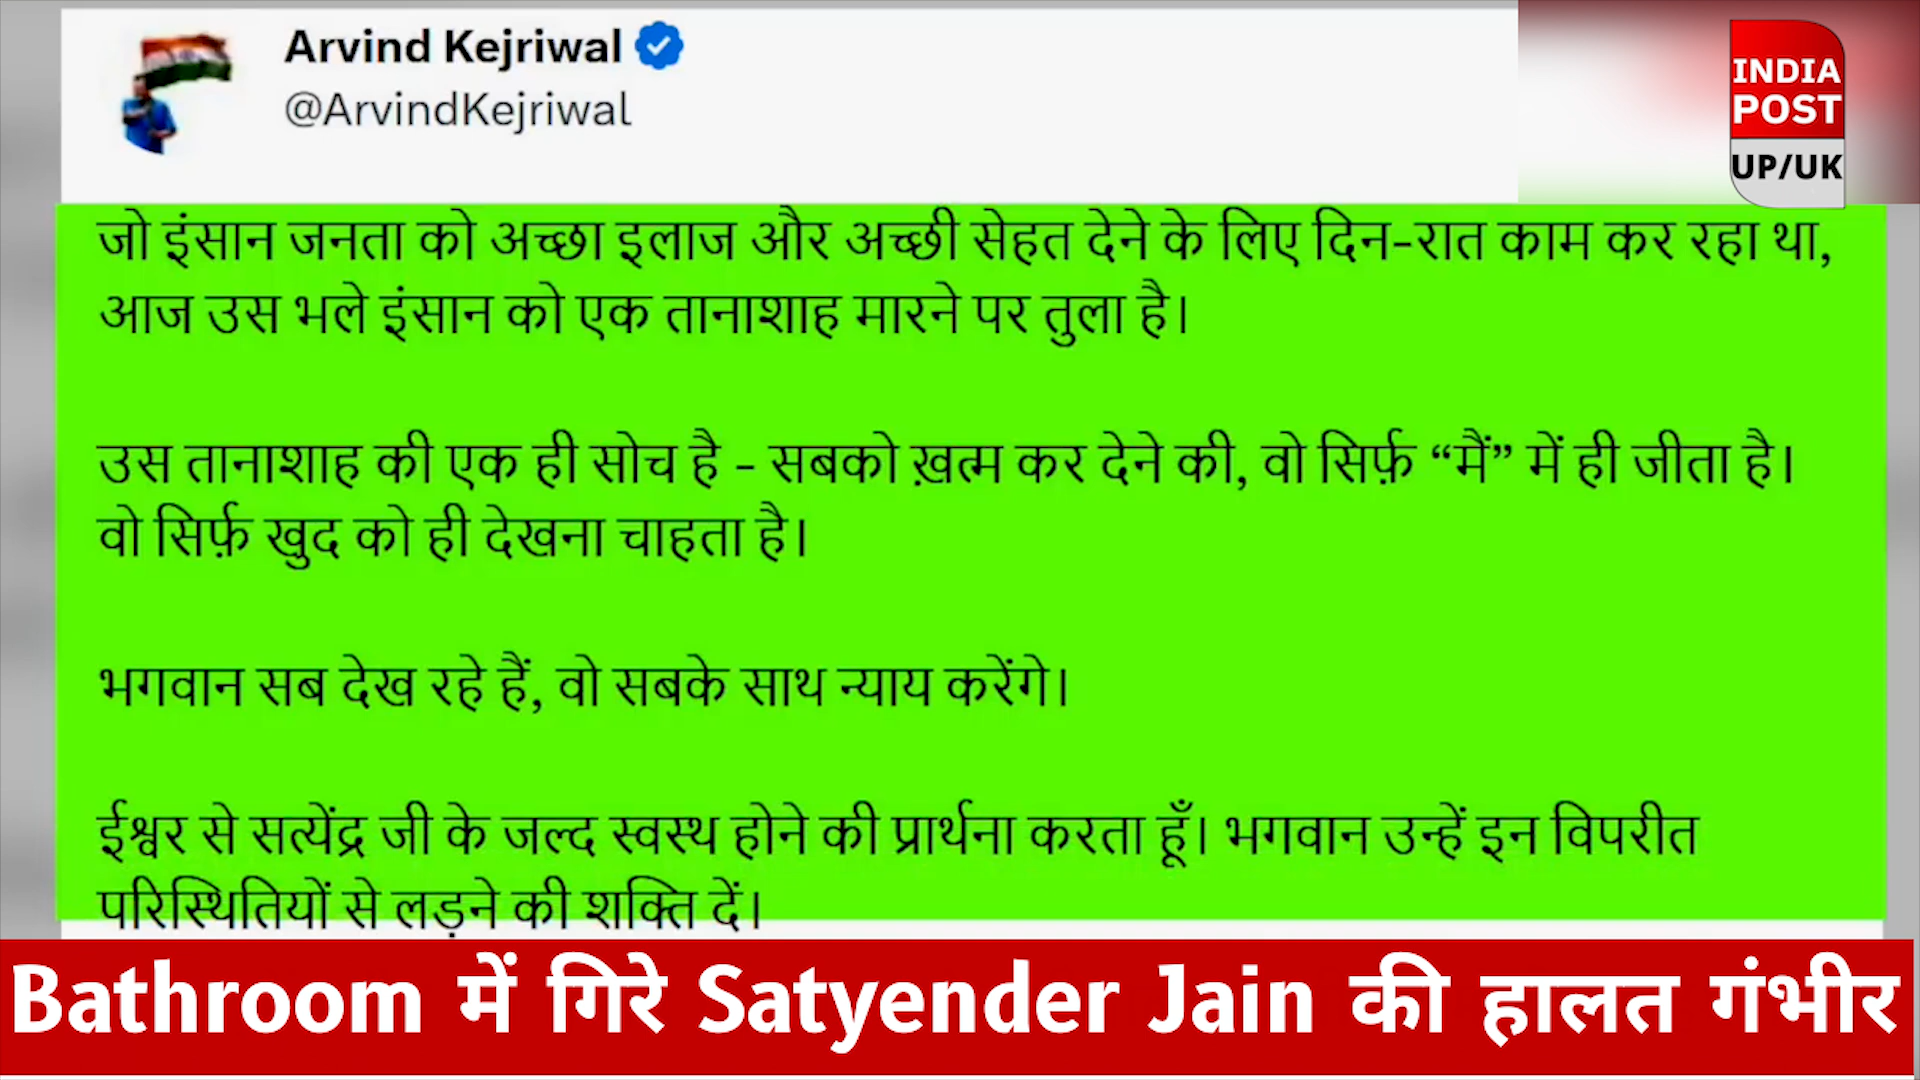 Arvind Kejriwal
@ArvindKejriwal
INDIA
POST
UP/UK
जो इंसान जनता को अच्छा इलाज और अच्छी सेहत देने के लिए दिन-रात काम कर रहा था,
आज उस भले इंसान को एक तानाशाह मारने पर तुला है।
उस तानाशाह की एक ही सोच है - सबको ख़त्म कर देने की, वो सिर्फ़ “मैं” में ही जीता है।
वो सिर्फ़ खुद को ही देखना चाहता है।
भगवान सब देख रहे हैं, वो सबके साथ न्याय करेंगे।
ईश्वर से सत्येंद्र जी के जल्द स्वस्थ होने की प्रार्थना करता हूँ। भगवान उन्हें इन विपरीत
परिस्थितियों से लड़ने की शक्ति दें।
Bathroom में गिरे Satyender Jain की हालत गंभीर